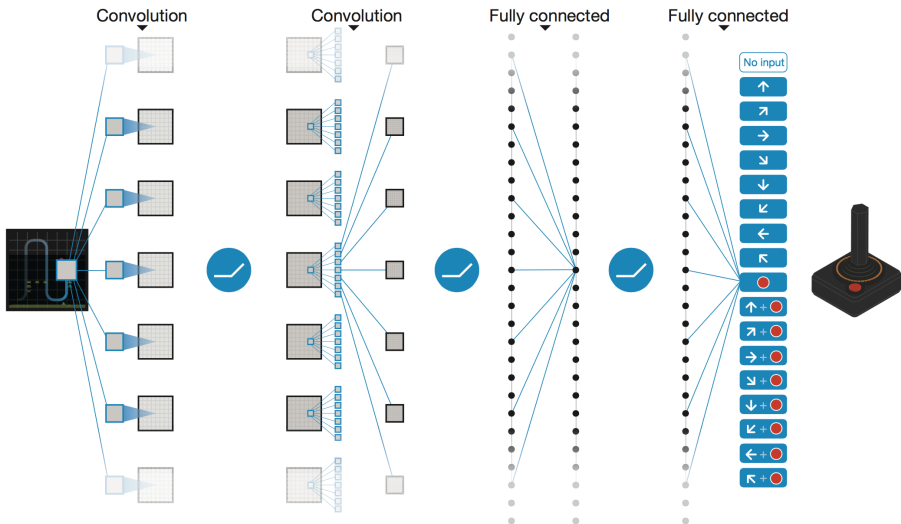 Convolution
Convolution
Fully connected
Fully connected
No input
+
+
+
+
+
+
+
+